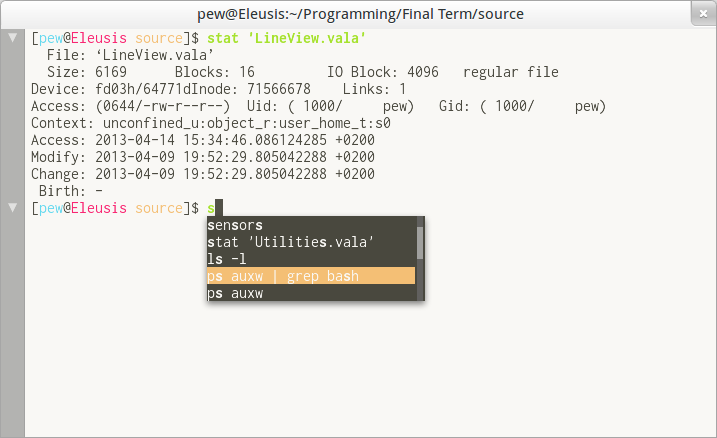 pew@Eleusis:~/Programming/Final Term/source
[pew@Eleusis source]$ stat 'LineView.vala'
File: ‘LineView.vala’
Size: 6169 Blocks: 16 IO Block: 4096 regular file
Device: fd03h/64771dInode: 71566678 Links: 1
Access: (0644/-rw-r--r--) Uid: ( 1000/ pew) Gid: ( 1000/ pew)
Context: unconfined_u:object_r:user_home_t:s0
Access: 2013-04-14 15:34:46.086124285 +0200
Modify: 2013-04-09 19:52:29.805042288 +0200
Change: 2013-04-09 19:52:29.805042288 +0200
Birth: -
[pew@Eleusis source]$ s
sensors
stat 'Utilities.vala'
ls -l
ps auxw | grep bash
ps auxw